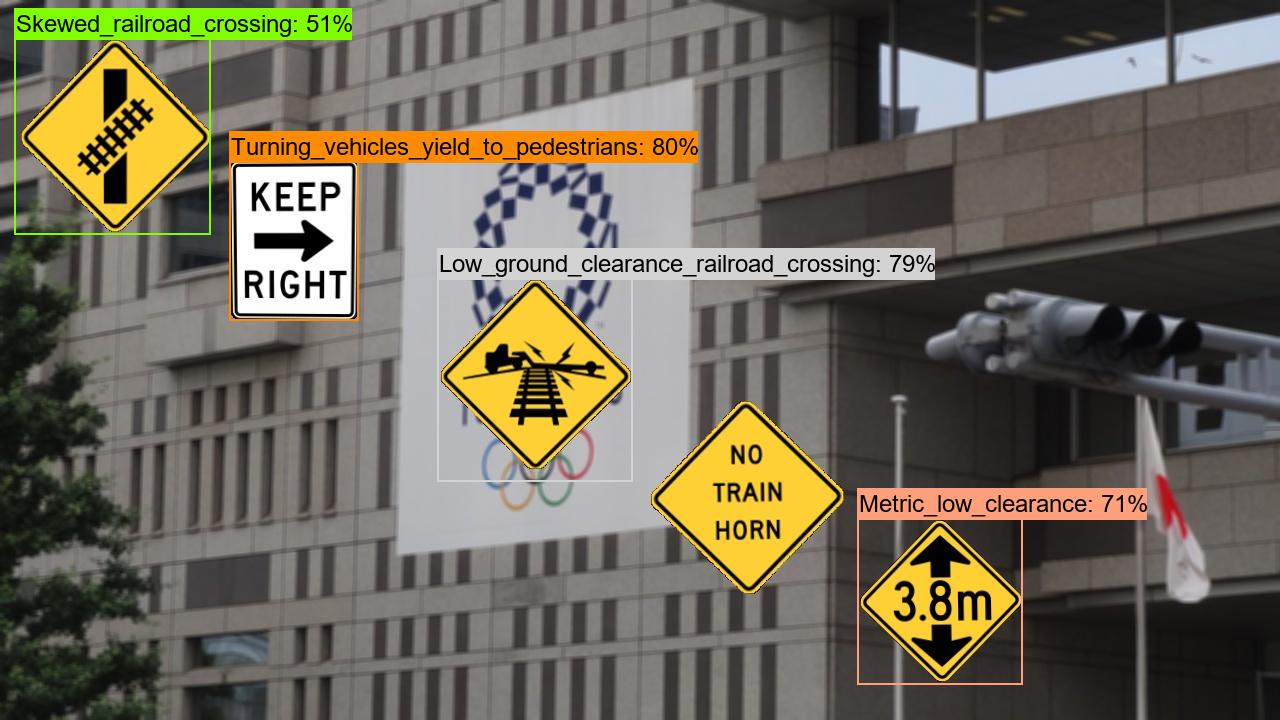 Skewed_railroad_crossing: 51%
Turning_vehicles_yield_to_pedestrians: 80%
KEEP
RIGHT
Low_ground_clearance_railroad_crossing: 79%
NO
TRAIN
HORN
Metric_low_clearance: 71%
3.8m